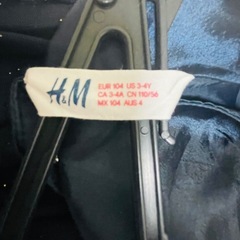 H&M
EUR 104 US 3-4Y
CA 3-4A CN 110/56
MX 104 AUS 4